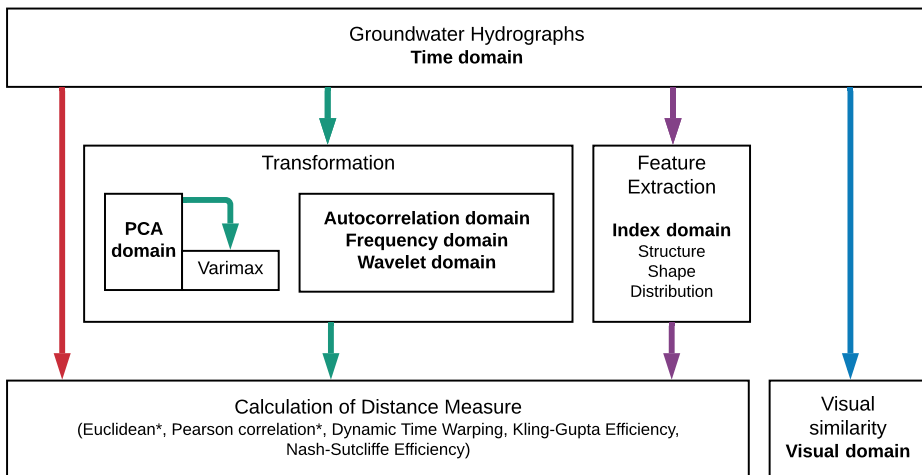 Groundwater Hydrographs
Time domain
Transformation
PCA
domain
Varimax
Autocorrelation domain
Frequency domain
Wavelet domain
Feature
Extraction
Index domain
Structure
Shape
Distribution
Calculation of Distance Measure
(Euclidean*, Pearson correlation*, Dynamic Time Warping, Kling-Gupta Efficiency,
Nash-Sutcliffe Efficiency)
Visual
similarity
Visual domain